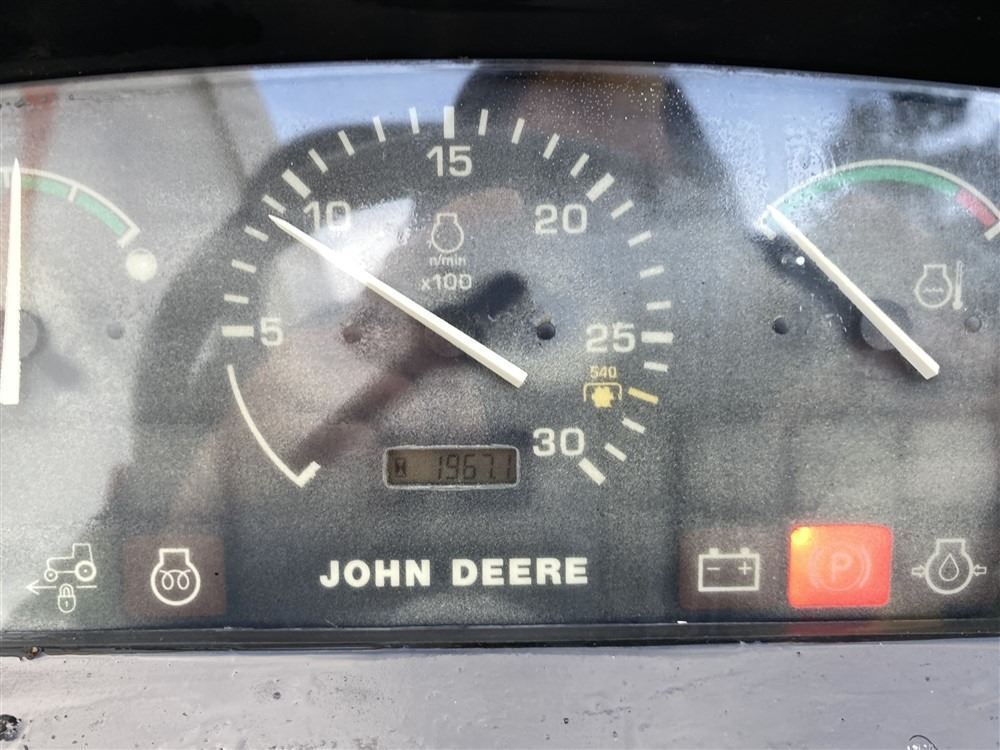 15
10
20
n/min
x100
5
25
540
30
1967.1
JOHN DEERE
- +
(P)